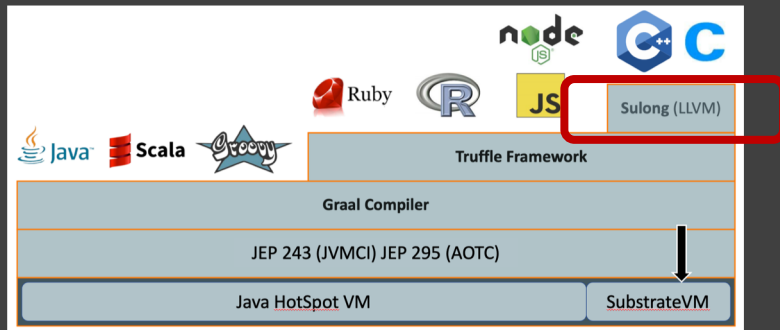 node
JS
C++
C
Ruby
R
JS
Sulong (LLVM)
Java™
Scala
Groovy
Truffle Framework
Graal Compiler
JEP 243 (JVMCI) JEP 295 (AOTC)
Java HotSpot VM
SubstrateVM